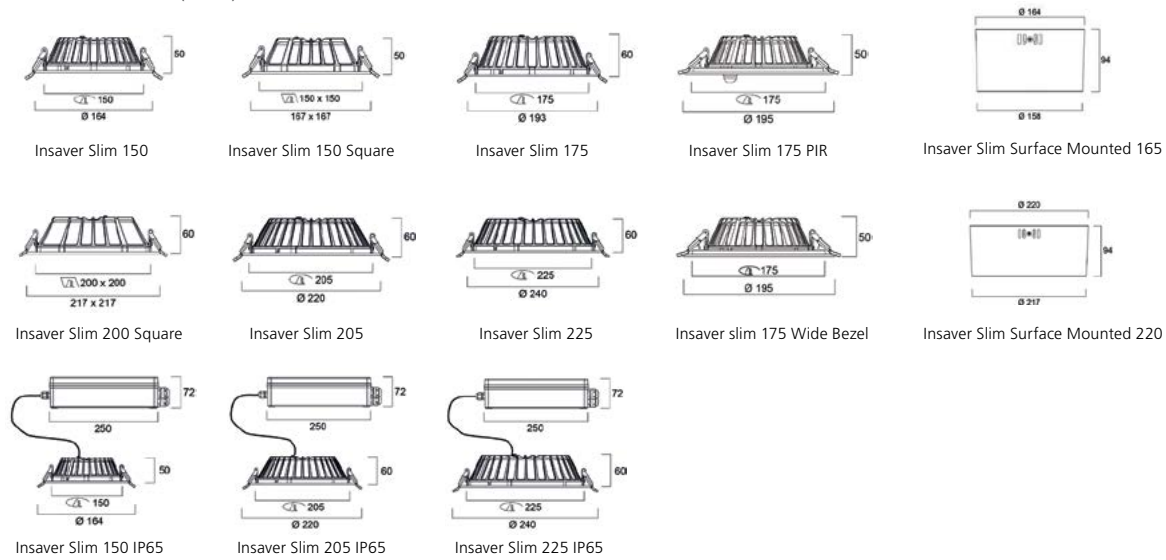 50
150
Ø 164
Insaver Slim 150
50
150 x 150
167 x 167
Insaver Slim 150 Square
60
175
Ø 193
Insaver Slim 175
50
175
Ø 195
Insaver Slim 175 PIR
Ø 164
94
Ø 158
Insaver Slim Surface Mounted 165
60
200 x 200
217 x 217
Insaver Slim 200 Square
60
205
Ø 220
Insaver Slim 205
60
225
Ø 240
Insaver Slim 225
50
175
Ø 195
Insaver slim 175 Wide Bezel
Ø 220
94
Ø 217
Insaver Slim Surface Mounted 220
72
250
50
150
Ø 164
Insaver Slim 150 IP65
72
250
60
205
Ø 220
Insaver Slim 205 IP65
72
250
60
225
Ø 240
Insaver Slim 225 IP65